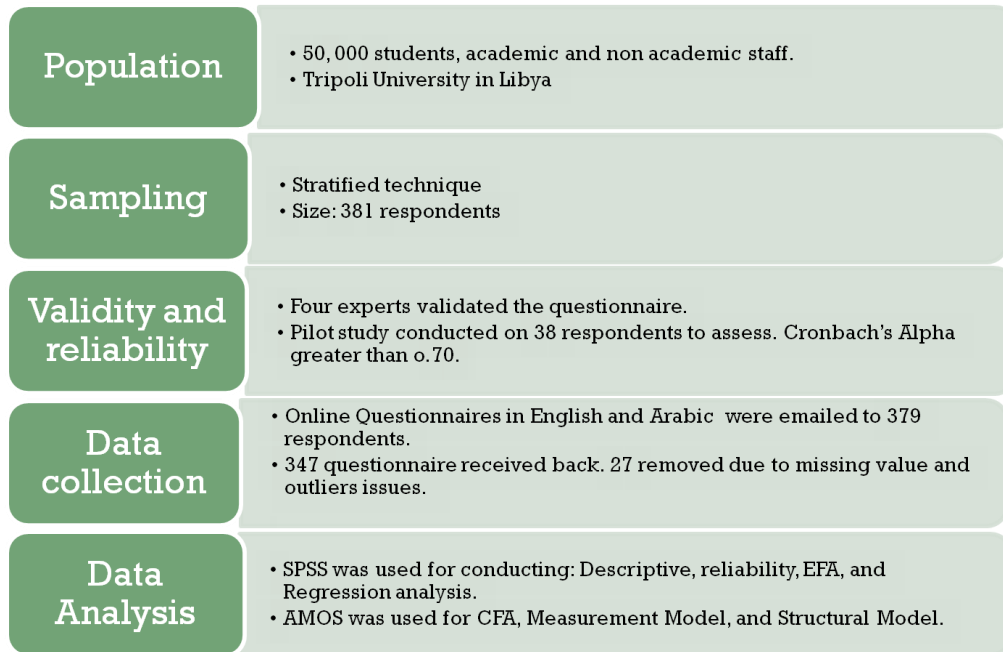 Population
• 50,000 students, academic and non academic staff.
• Tripoli University in Libya
Sampling
• Stratified technique
• Size: 381 respondents
Validity and
reliability
• Four experts validated the questionnaire.
• Pilot study conducted on 38 respondents to assess. Cronbach's Alpha
greater than o.70.
Data
collection
• Online Questionnaires in English and Arabic were emailed to 379
respondents.
• 347 questionnaire received back. 27 removed due to missing value and
outliers issues.
Data
Analysis
• SPSS was used for conducting: Descriptive, reliability, EFA, and
Regression analysis.
• AMOS was used for CFA, Measurement Model, and Structural Model.